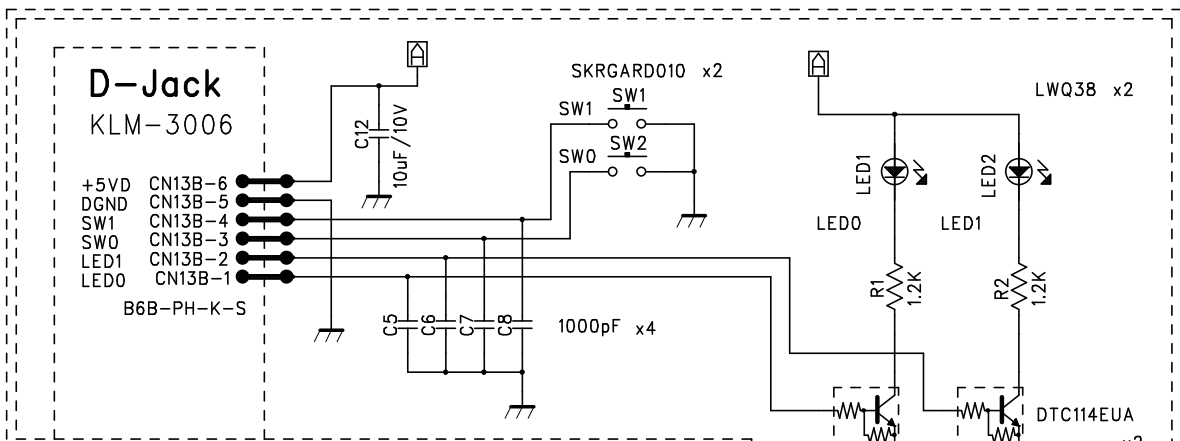 D-Jack
KLM-3006
+5VD CN13B-6
DGND CN13B-5
SW1 CN13B-4
SW0 CN13B-3
LED1 CN13B-2
LED0 CN13B-1
B6B-PH-K-S
A
C12
10uF/10V
SKRGARD010 x2
SW1
SW1
SW0
SW2
C5
C6
C7
C8
1000pF x4
A
LWQ38 x2
LED1
LED2
LED0
LED1
R1
1.2K
R2
1.2K
DTC114EUA
x2